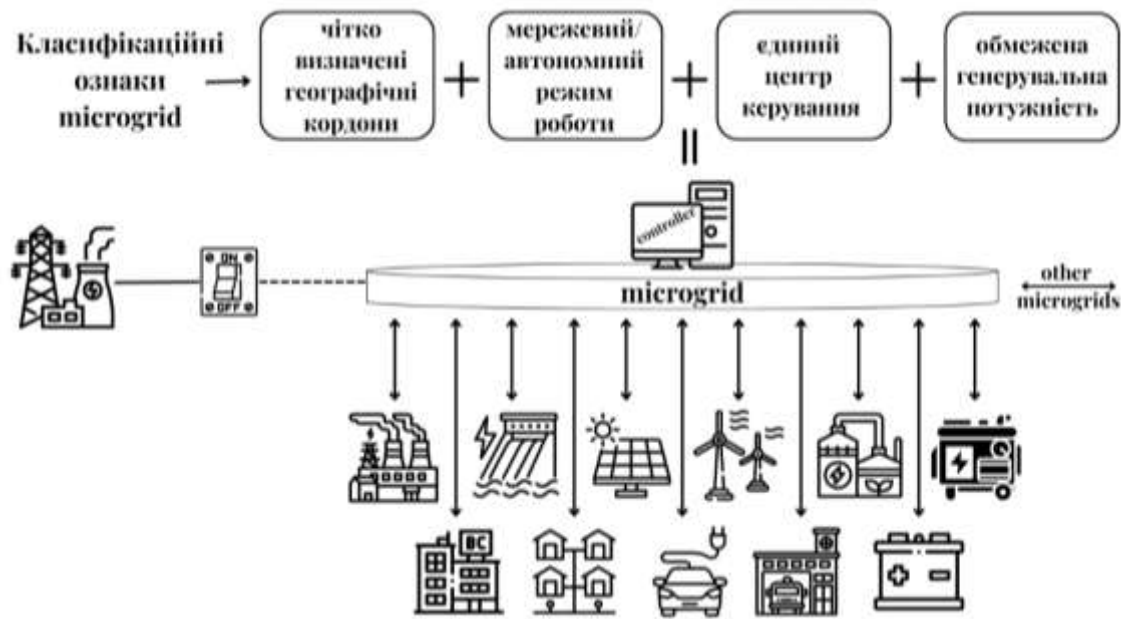 Класифікаційні
ознаки
microgrid
чітко
визначені
географічні
кордони
+
мережевий/
автономний
режим
роботи
+
єдиний
центр
керування
+
обмежена
генерувальна
потужність
controller
ON
OFF
microgrid
other
microgrids
BC